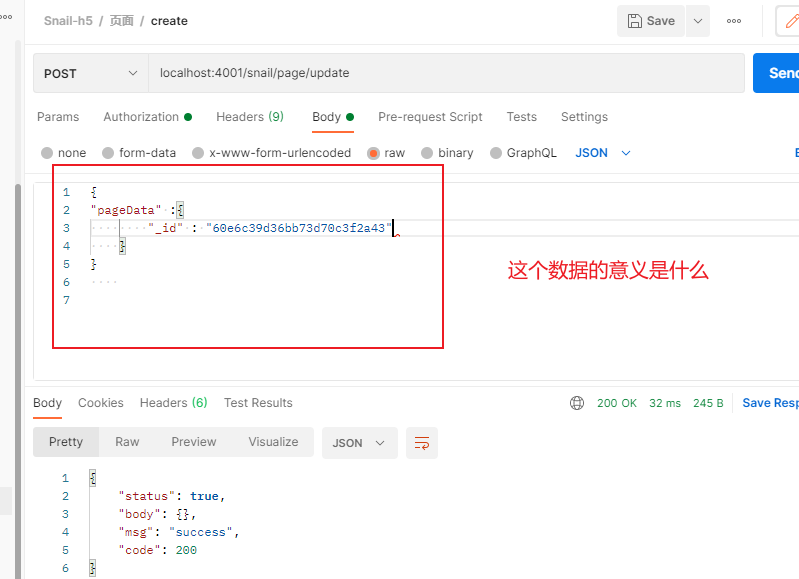 Snail-h5 / 页面 / create
Save
POST
localhost:4001/snail/page/update
Send
Params Authorization Headers (9) Body Pre-request Script Tests Settings
none form-data x-www-form-urlencoded raw binary GraphQL JSON
1 {
2 "pageData" :{
3 "_id" : "60e6c39d36bb73d70c3f2a43"
4 }
5 }
6
7
这个数据的意义是什么
Body Cookies Headers (6) Test Results
200 OK 32 ms 245 B Save Resp
Pretty Raw Preview Visualize JSON
1 {
2 "status": true,
3 "body": {},
4 "msg": "success",
5 "code": 200
6 }